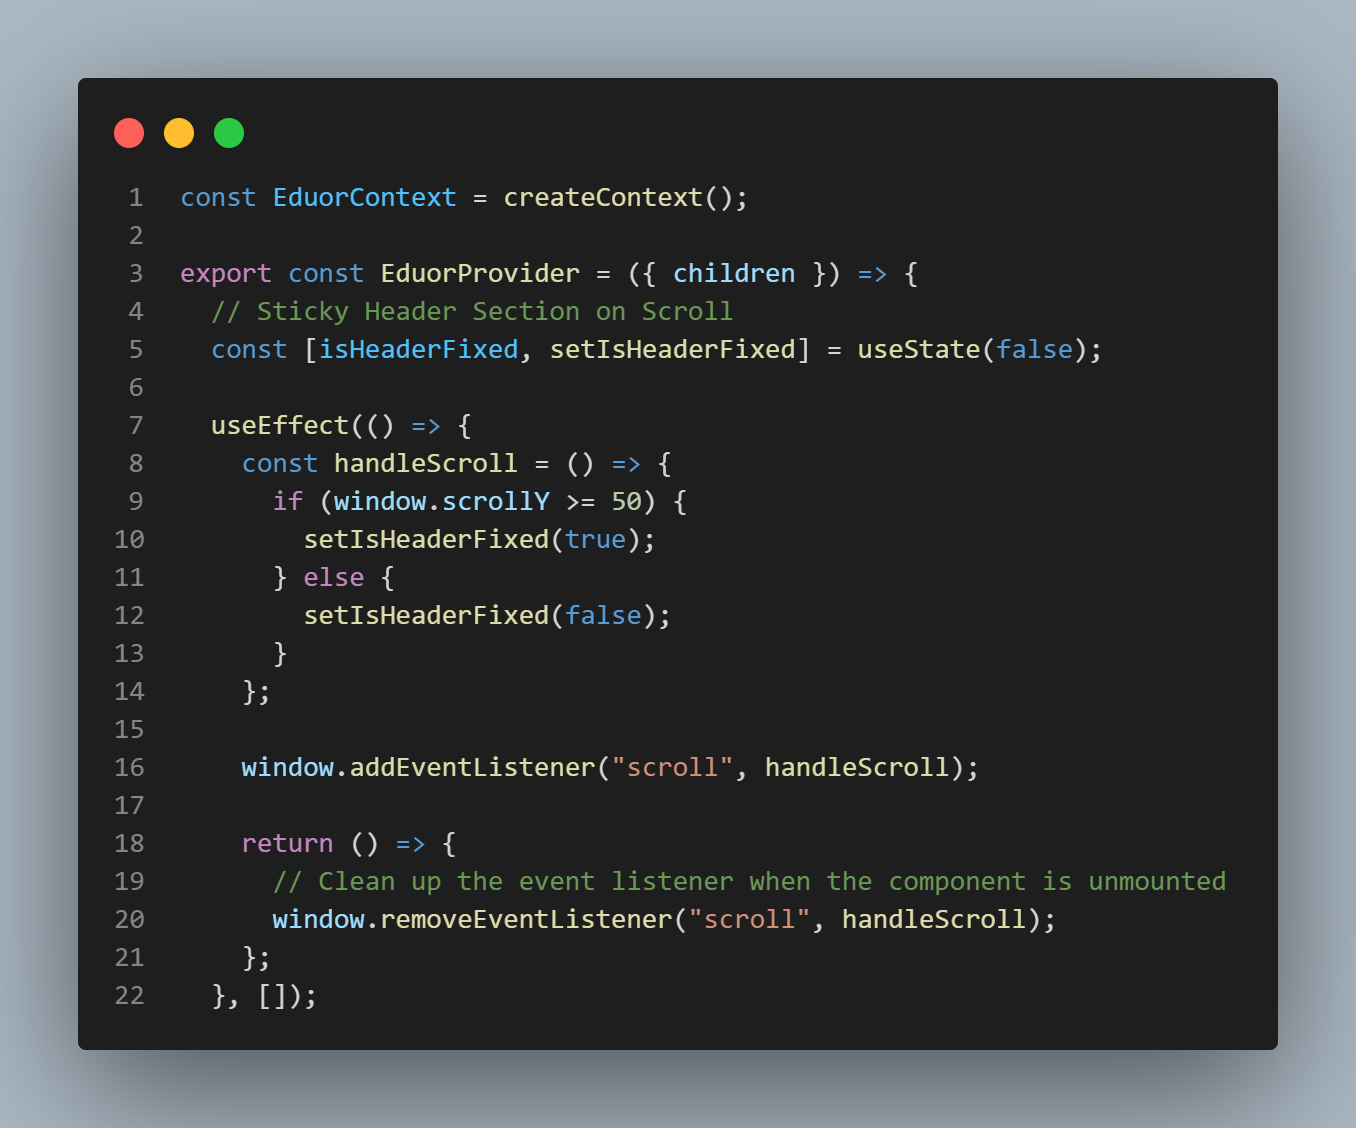 1 const EduorContext = createContext();
2
3 export const EduorProvider = ({ children }) => {
4   // Sticky Header Section on Scroll
5   const [isHeaderFixed, setIsHeaderFixed] = useState(false);
6
7   useEffect(() => {
8     const handleScroll = () => {
9       if (window.scrollY >= 50) {
10         setIsHeaderFixed(true);
11       } else {
12         setIsHeaderFixed(false);
13       }
14     };
15
16     window.addEventListener("scroll", handleScroll);
17
18     return () => {
19       // Clean up the event listener when the component is unmounted
20       window.removeEventListener("scroll", handleScroll);
21     };
22   }, []);